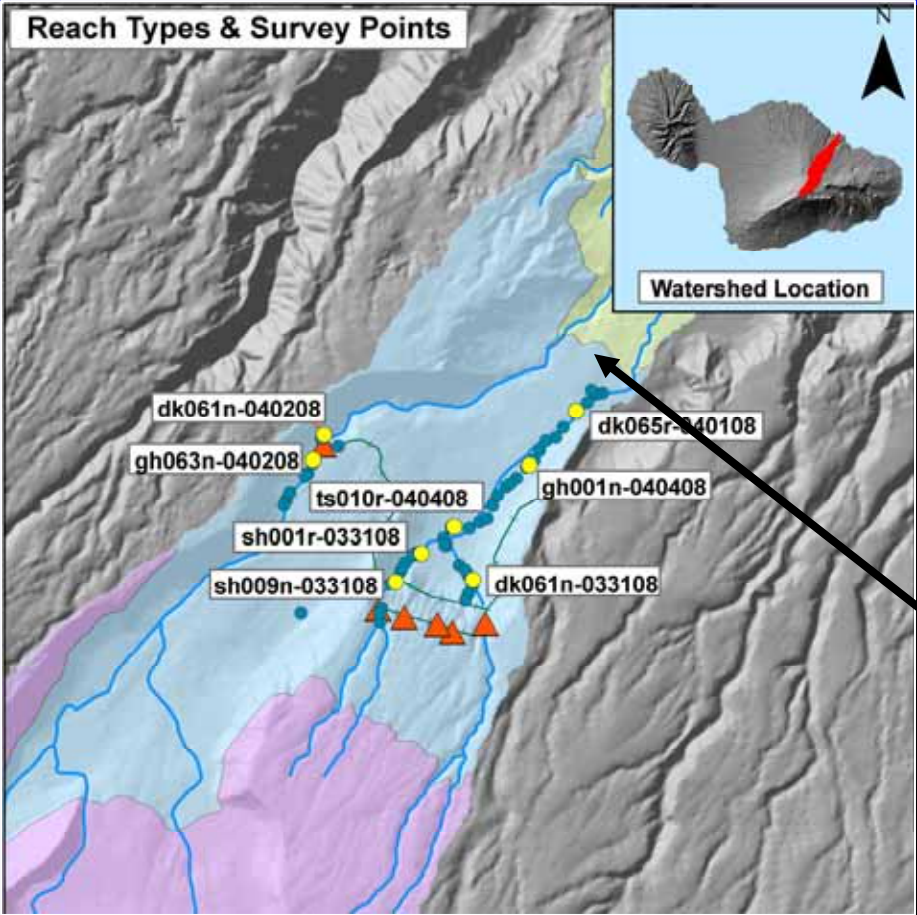 Reach Types & Survey Points
N
Watershed Location
dk061n-040208
dk065r-040108
gh063n-040208
gh001n-040408
ts010r-040408
sh001r-033108
sh009n-033108
dk061n-033108